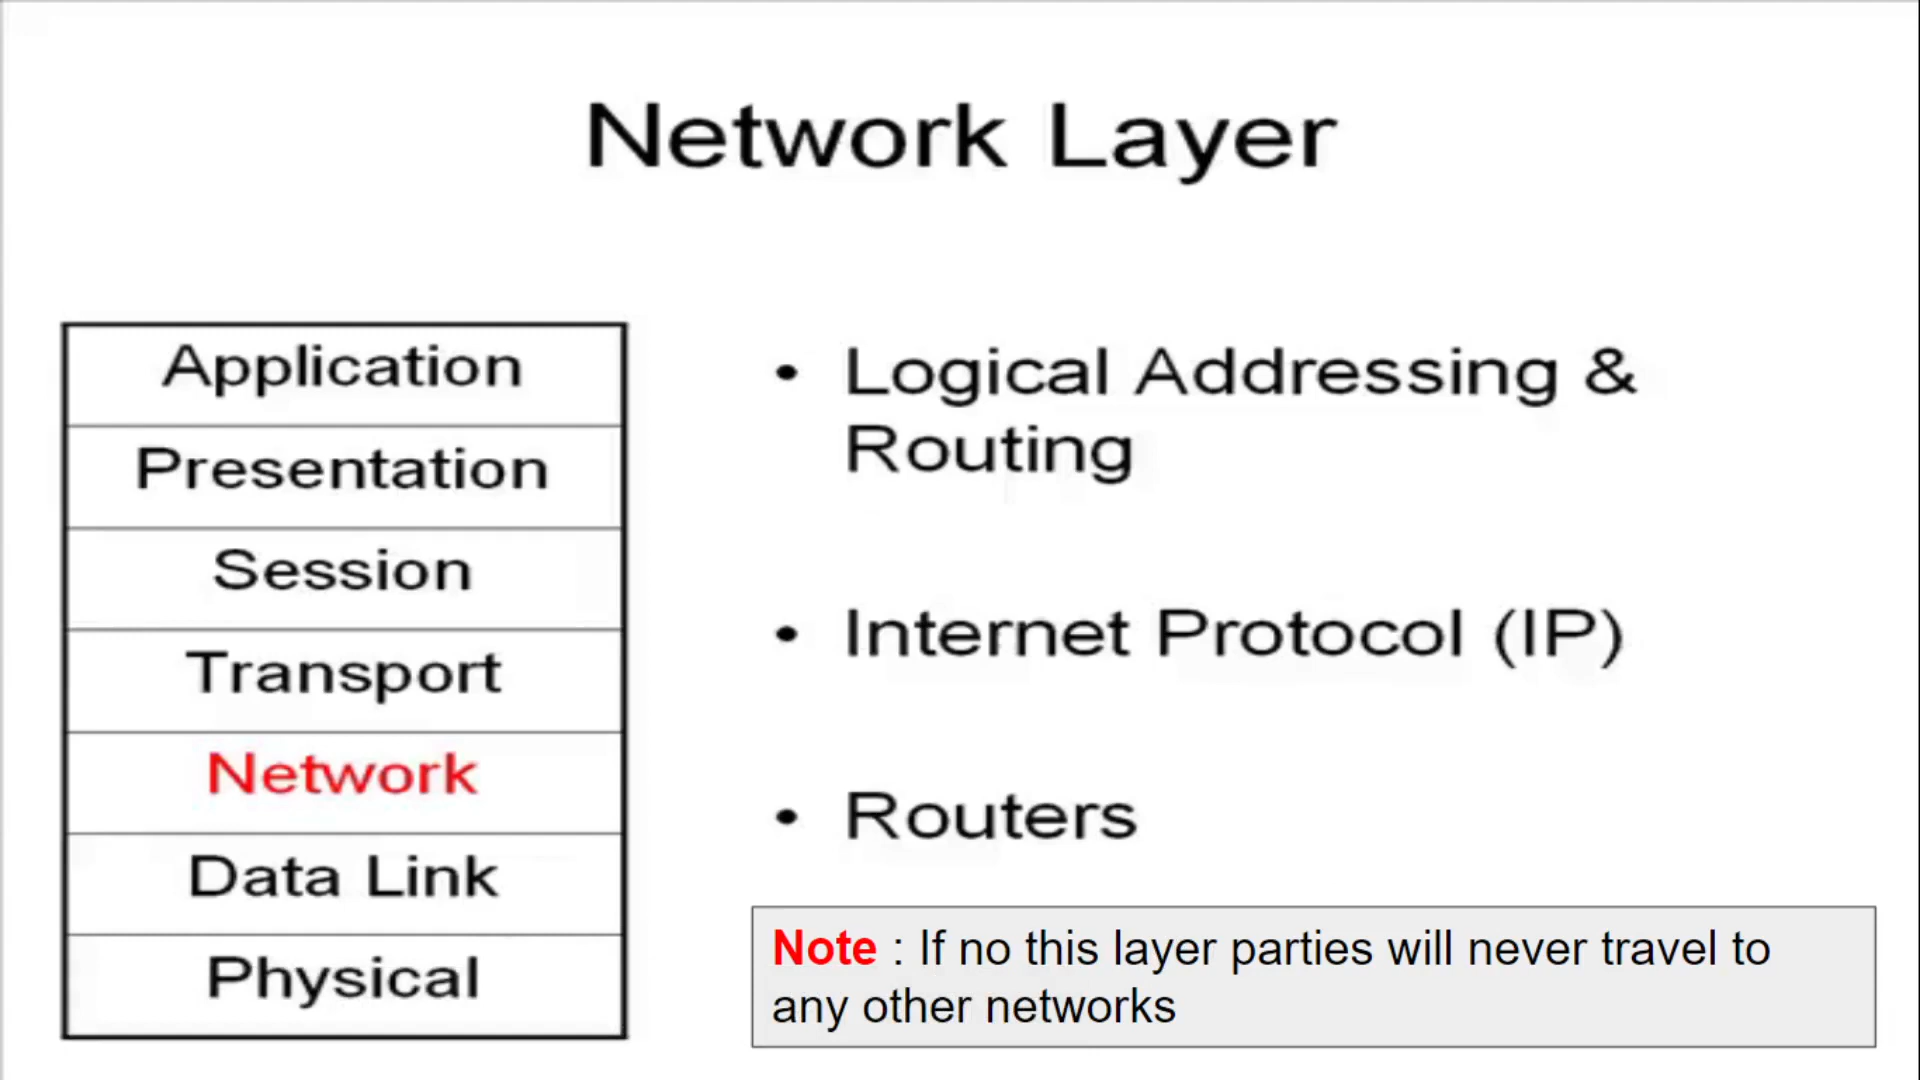 Network Layer
Application
Presentation
Session
Transport
Network
Data Link
Physical
• Logical Addressing &
Routing
• Internet Protocol (IP)
• Routers
Note : If no this layer parties will never travel to
any other networks